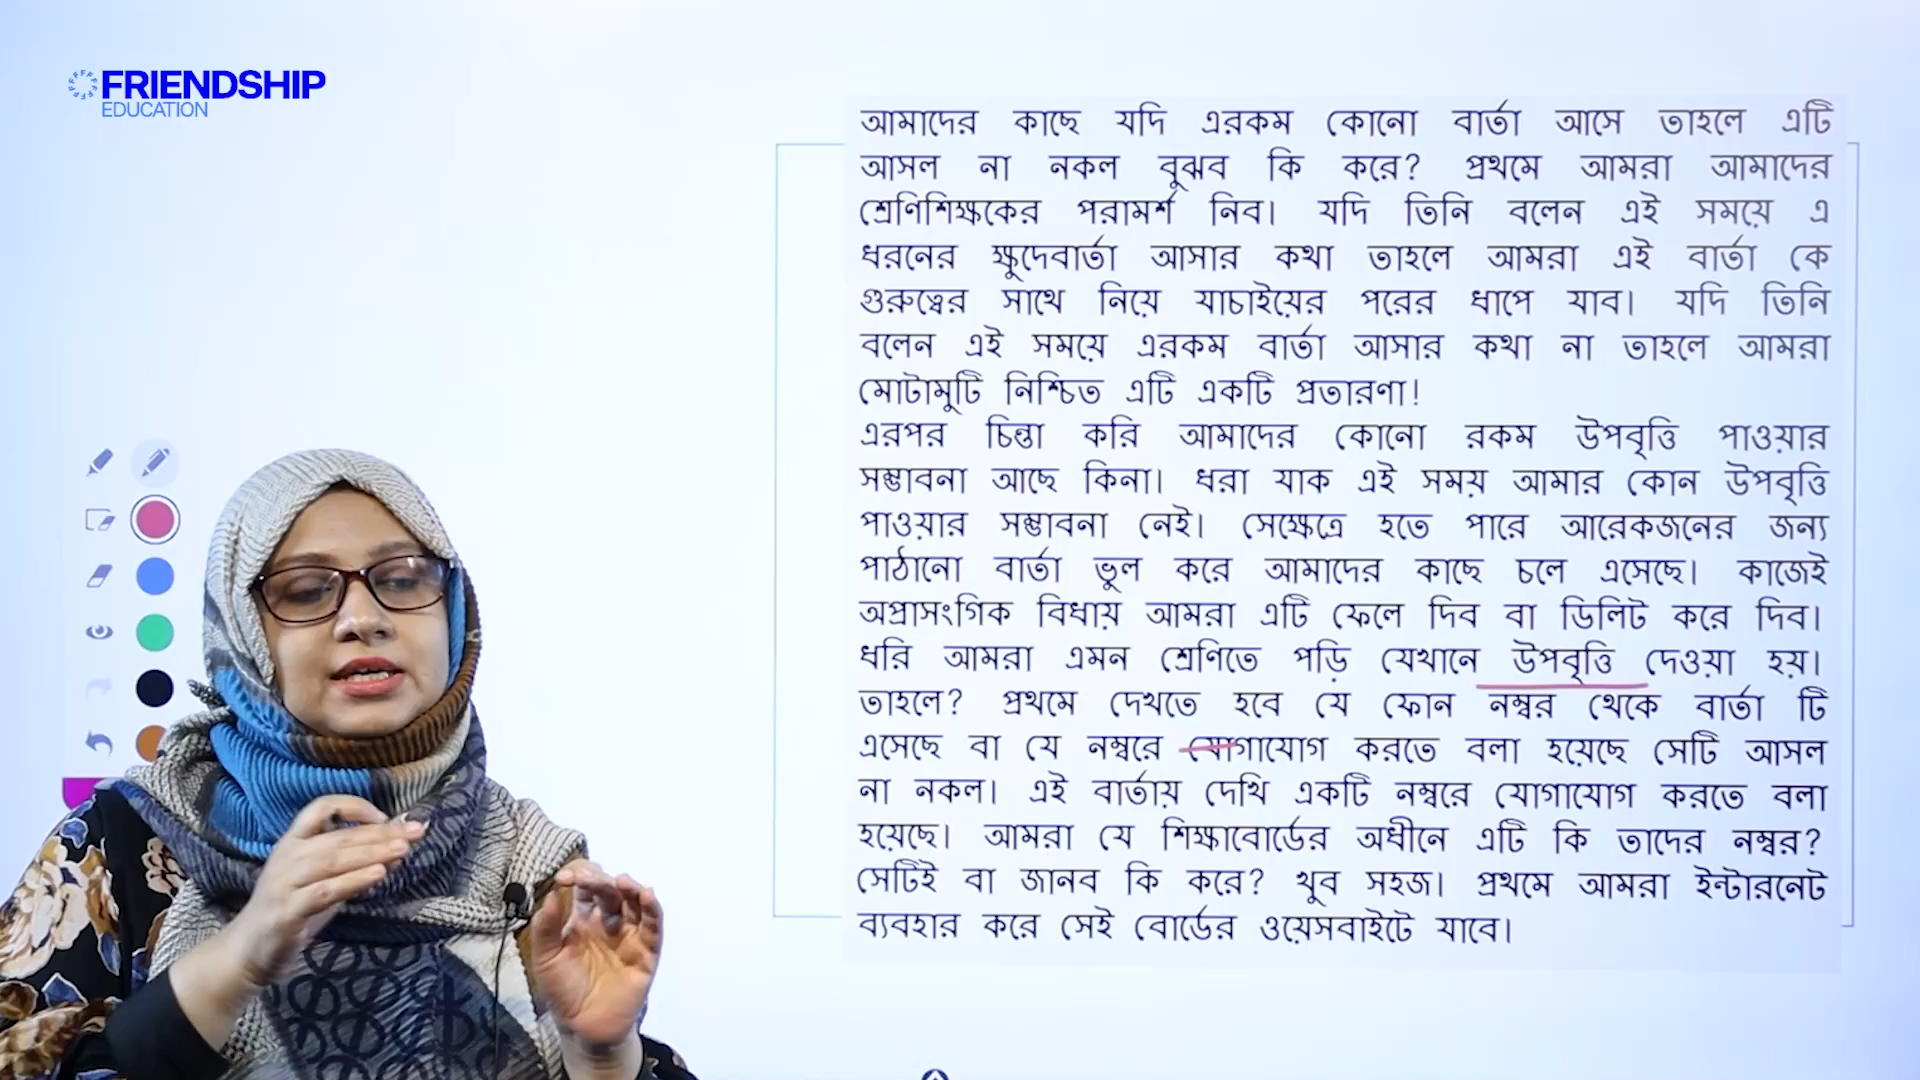 FRIENDSHIP
EDUCATION
আমাদের কাছে যদি এরকম কোনো বার্তা আসে তাহলে এটি
আসল না নকল বুঝব কি করে? প্রথমে আমরা আমাদের
শ্রেণিশিক্ষকের পরামর্শ নিব। যদি তিনি বলেন এই সময়ে এ
ধরনের ক্ষুদেবার্তা আসার কথা তাহলে আমরা এই বার্তা কে
গুরুত্বের সাথে নিয়ে যাচাইয়ের পরের ধাপে যাব। যদি তিনি
বলেন এই সময়ে এরকম বার্তা আসার কথা না তাহলে আমরা
মোটামুটি নিশ্চিত এটি একটি প্রতারণা!
এরপর চিন্তা করি আমাদের কোনো রকম উপবৃত্তি পাওয়ার
সম্ভাবনা আছে কিনা। ধরা যাক এই সময় আমার কোন উপবৃত্তি
পাওয়ার সম্ভাবনা নেই। সেক্ষেত্রে হতে পারে আরেকজনের জন্য
পাঠানো বার্তা ভুল করে আমাদের কাছে চলে এসেছে। কাজেই
অপ্রাসংগিক বিধায় আমরা এটি ফেলে দিব বা ডিলিট করে দিব।
ধরি আমরা এমন শ্রেণিতে পড়ি যেখানে উপবৃত্তি দেওয়া হয়।
তাহলে? প্রথমে দেখতে হবে যে ফোন নম্বর থেকে বার্তা টি
এসেছে বা যে নম্বরে যোগাযোগ করতে বলা হয়েছে সেটি আসল
না নকল। এই বার্তায় দেখি একটি নম্বরে যোগাযোগ করতে বলা
হয়েছে। আমরা যে শিক্ষাবোর্ডের অধীনে এটি কি তাদের নম্বর?
সেটিই বা জানব কি করে? খুব সহজ। প্রথমে আমরা ইন্টারনেট
ব্যবহার করে সেই বোর্ডের ওয়েসবাইটে যাবে।